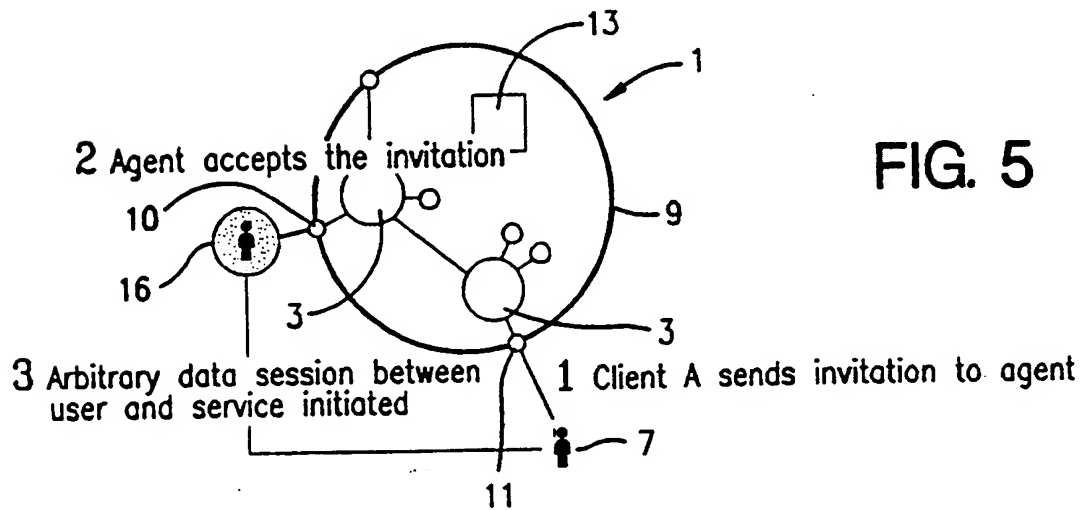 13
1
FIG. 5
2 Agent accepts the invitation
10
9
16
3
3
3 Arbitrary data session between
user and service initiated
1 Client A sends invitation to agent
7
11